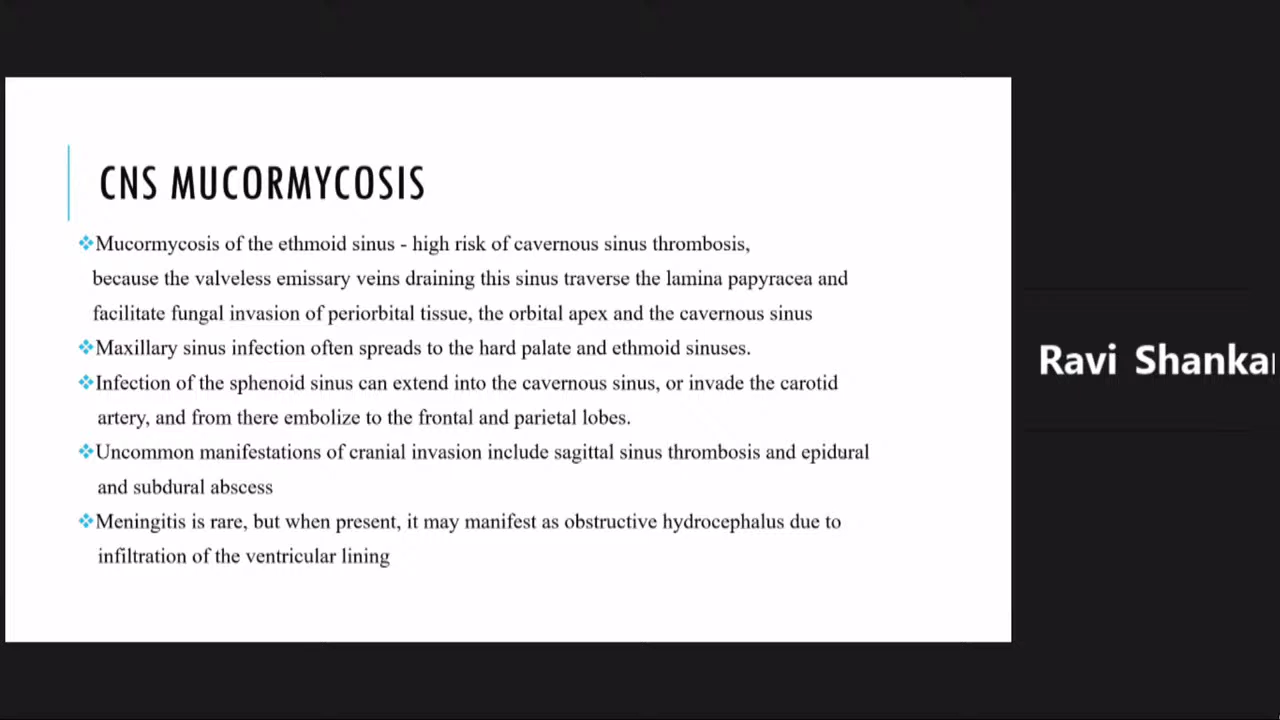 CNS MUCORMYCOSIS
❖Mucormycosis of the ethmoid sinus - high risk of cavernous sinus thrombosis,
because the valveless emissary veins draining this sinus traverse the lamina papyracea and
facilitate fungal invasion of periorbital tissue, the orbital apex and the cavernous sinus
❖Maxillary sinus infection often spreads to the hard palate and ethmoid sinuses.
❖Infection of the sphenoid sinus can extend into the cavernous sinus, or invade the carotid
artery, and from there embolize to the frontal and parietal lobes.
❖Uncommon manifestations of cranial invasion include sagittal sinus thrombosis and epidural
and subdural abscess
❖Meningitis is rare, but when present, it may manifest as obstructive hydrocephalus due to
infiltration of the ventricular lining
Ravi Shankar